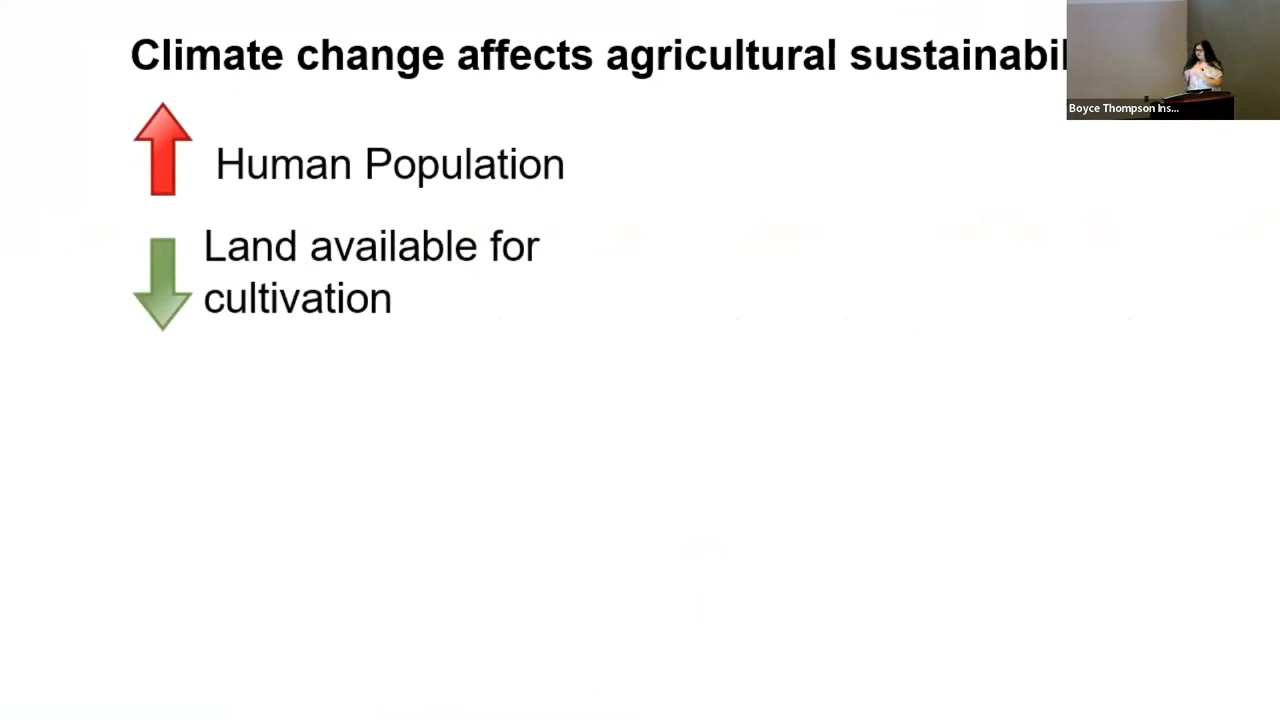 Climate change affects agricultural sustainabil
Boyce Thompson Ins...
Human Population
Land available for
cultivation